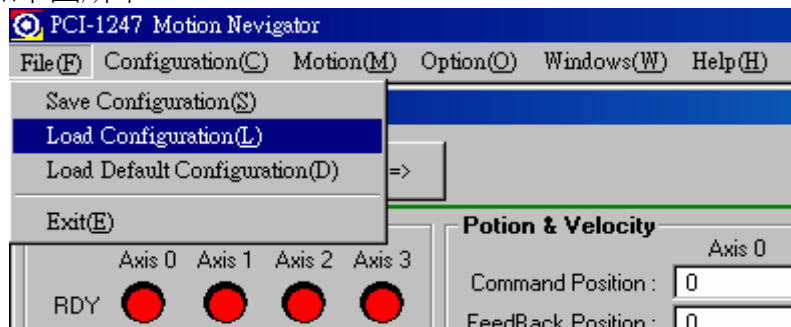 PCI-1247 Motion Nevigator
File(F) Configuration(C) Motion(M) Option(O) Windows(W) Help(H)
Save Configuration(S)
Load Configuration(L)
Load Default Configuration(D)
=>
Exit(E)
Potion & Velocity
Axis 0 Axis 1 Axis 2 Axis 3
Axis 0
Command Position : 0
RDY
FeedBack Position : 0